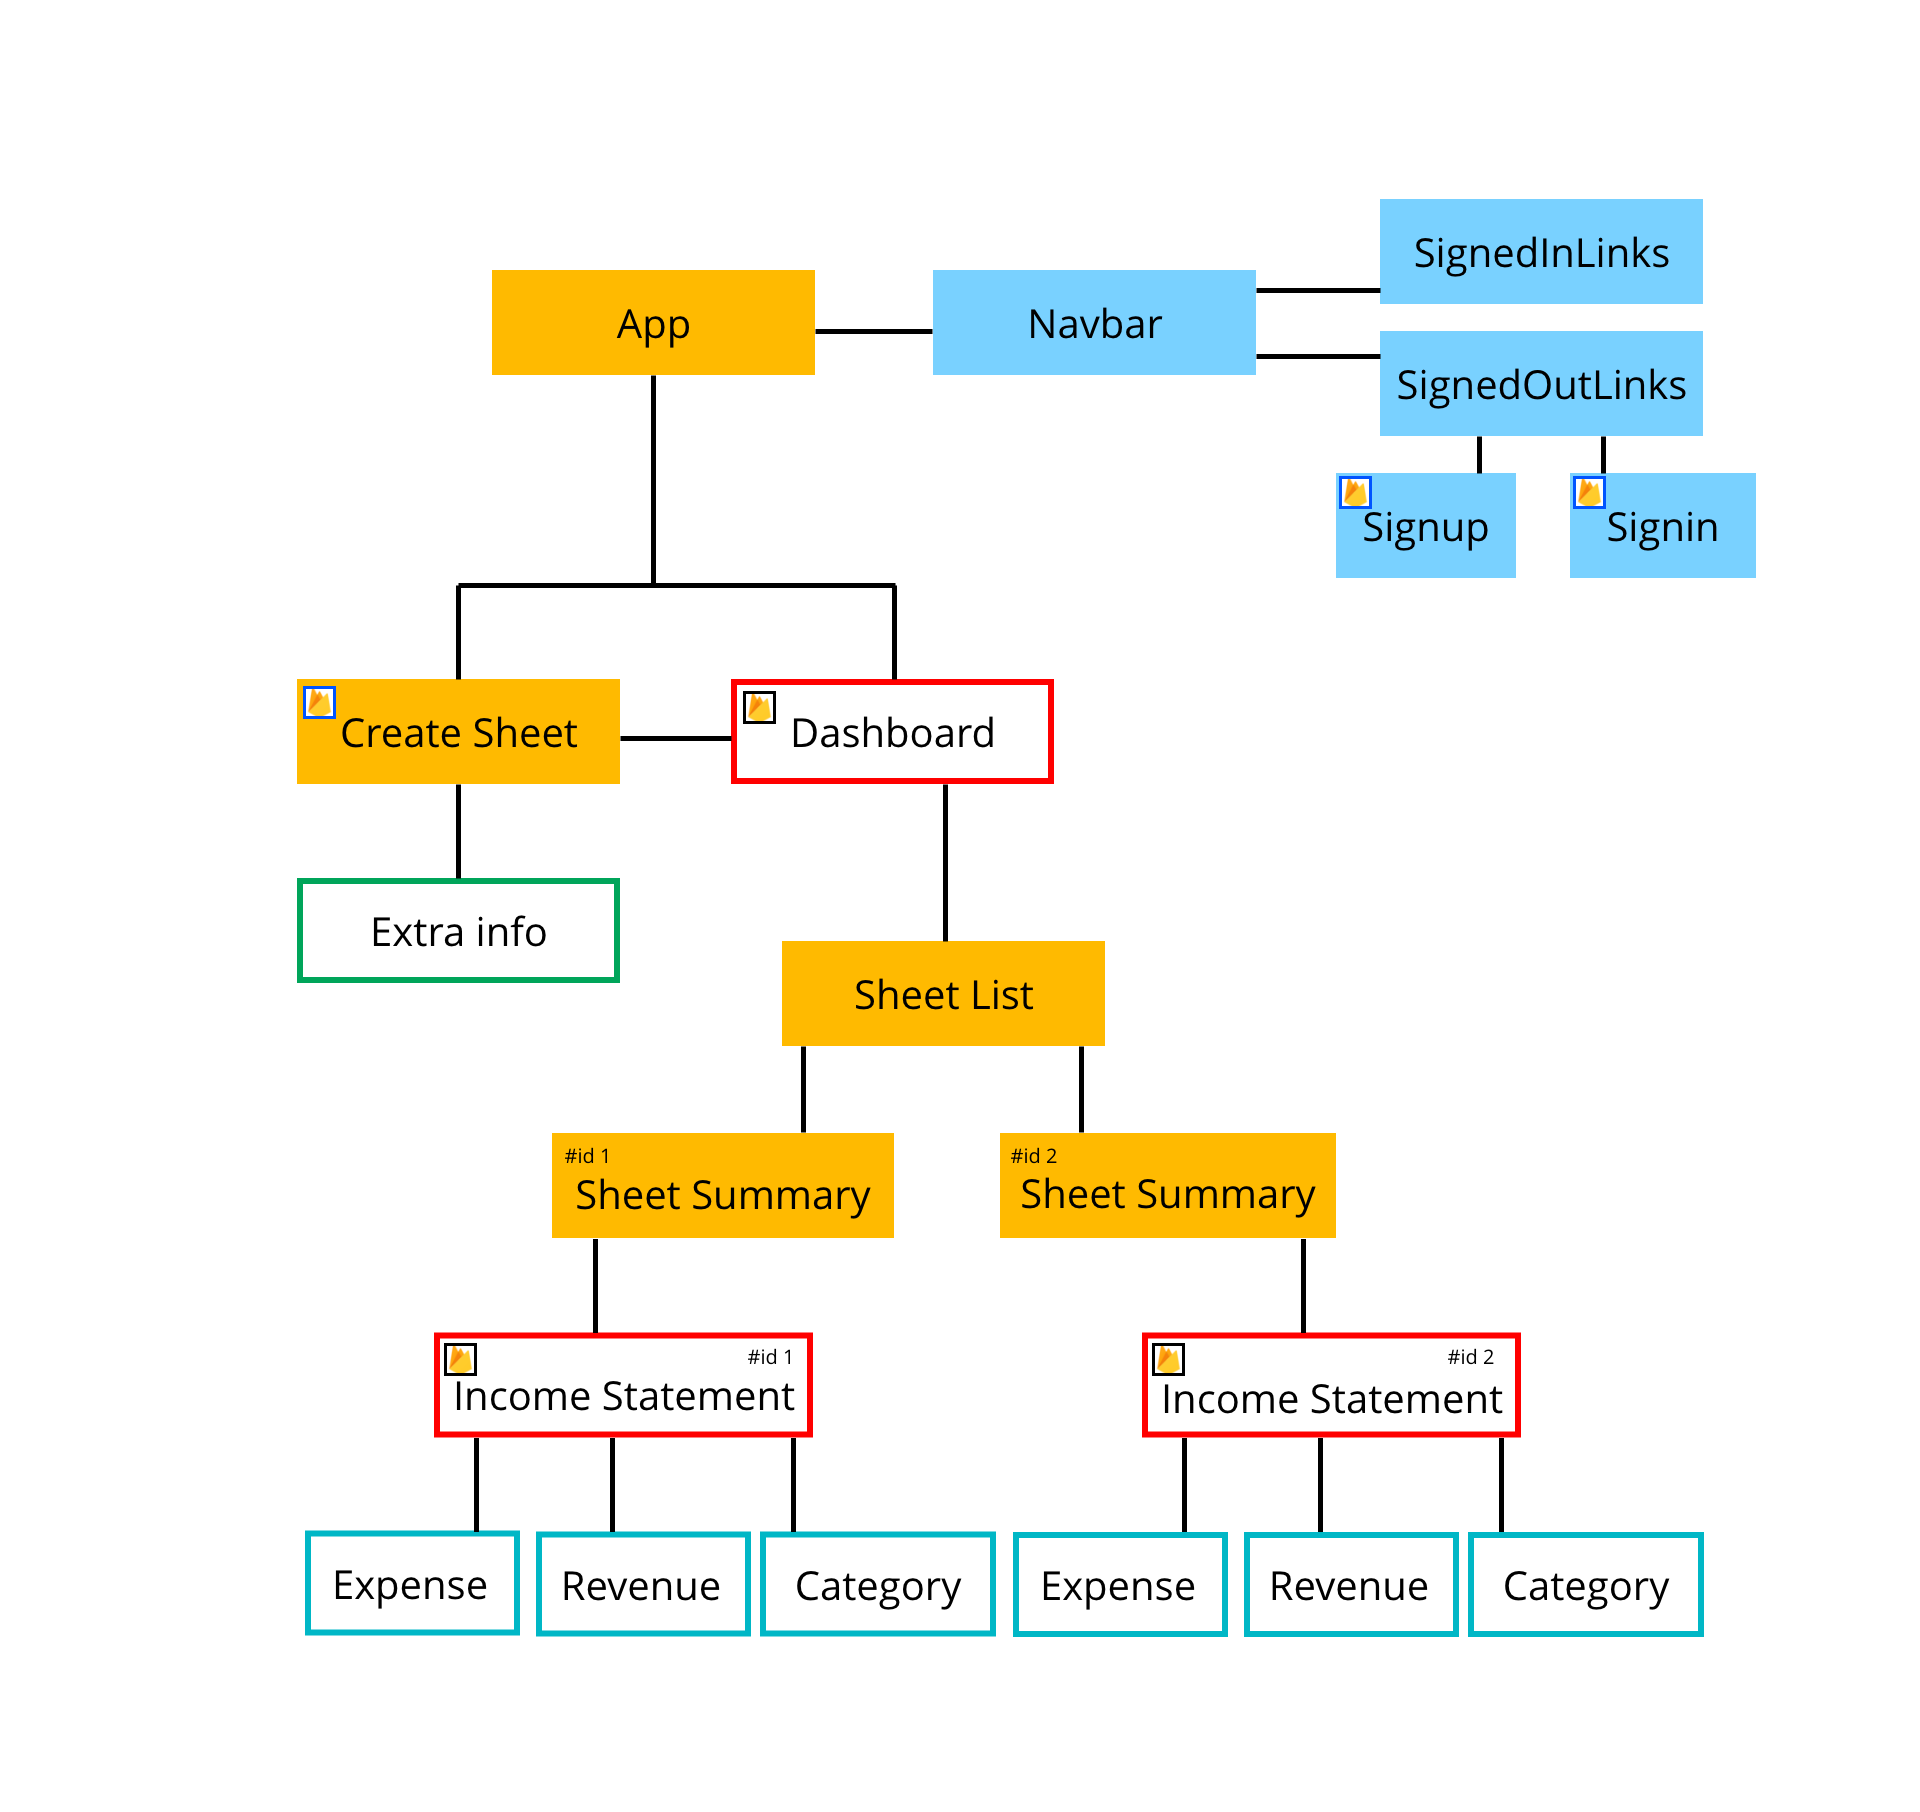 SignedInLinks
App
Navbar
SignedOutLinks
Signup
Signin
Create Sheet
Dashboard
Extra info
Sheet List
#id 1
Sheet Summary
#id 2
Sheet Summary
#id 1
Income Statement
#id 2
Income Statement
Expense
Revenue
Category
Expense
Revenue
Category